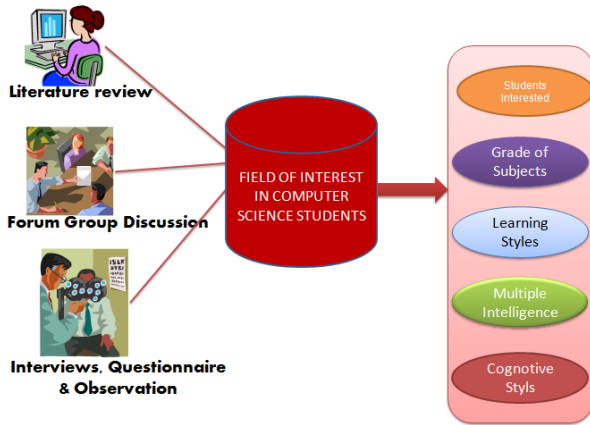 Literature review
Forum Group Discussion
Interviews, Questionnaire
& Observation
FIELD OF INTEREST
IN COMPUTER
SCIENCE STUDENTS
Students
Interested
Grade of
Subjects
Learning
Styles
Multiple
Intelligence
Cognotive
Styls